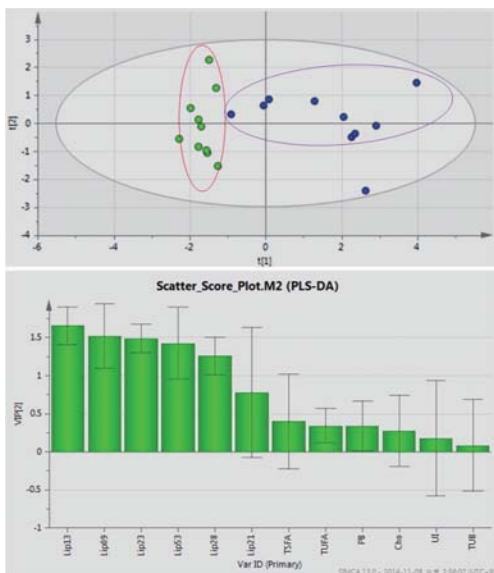 3
2
1
0
-1
-2
-3
-4
t[2]
-6 -4 -2 0 2 4 6
t[1]
Scatter_Score_Plot.M2 (PLS-DA)
1.5
1
0.5
0
-0.5
-1
VIP[2]
Lip13 Lip09 Lip23 Lip53 Lip28 Lip21 TSFA TUFA PB Cho UI TUB
Var ID (Primary)